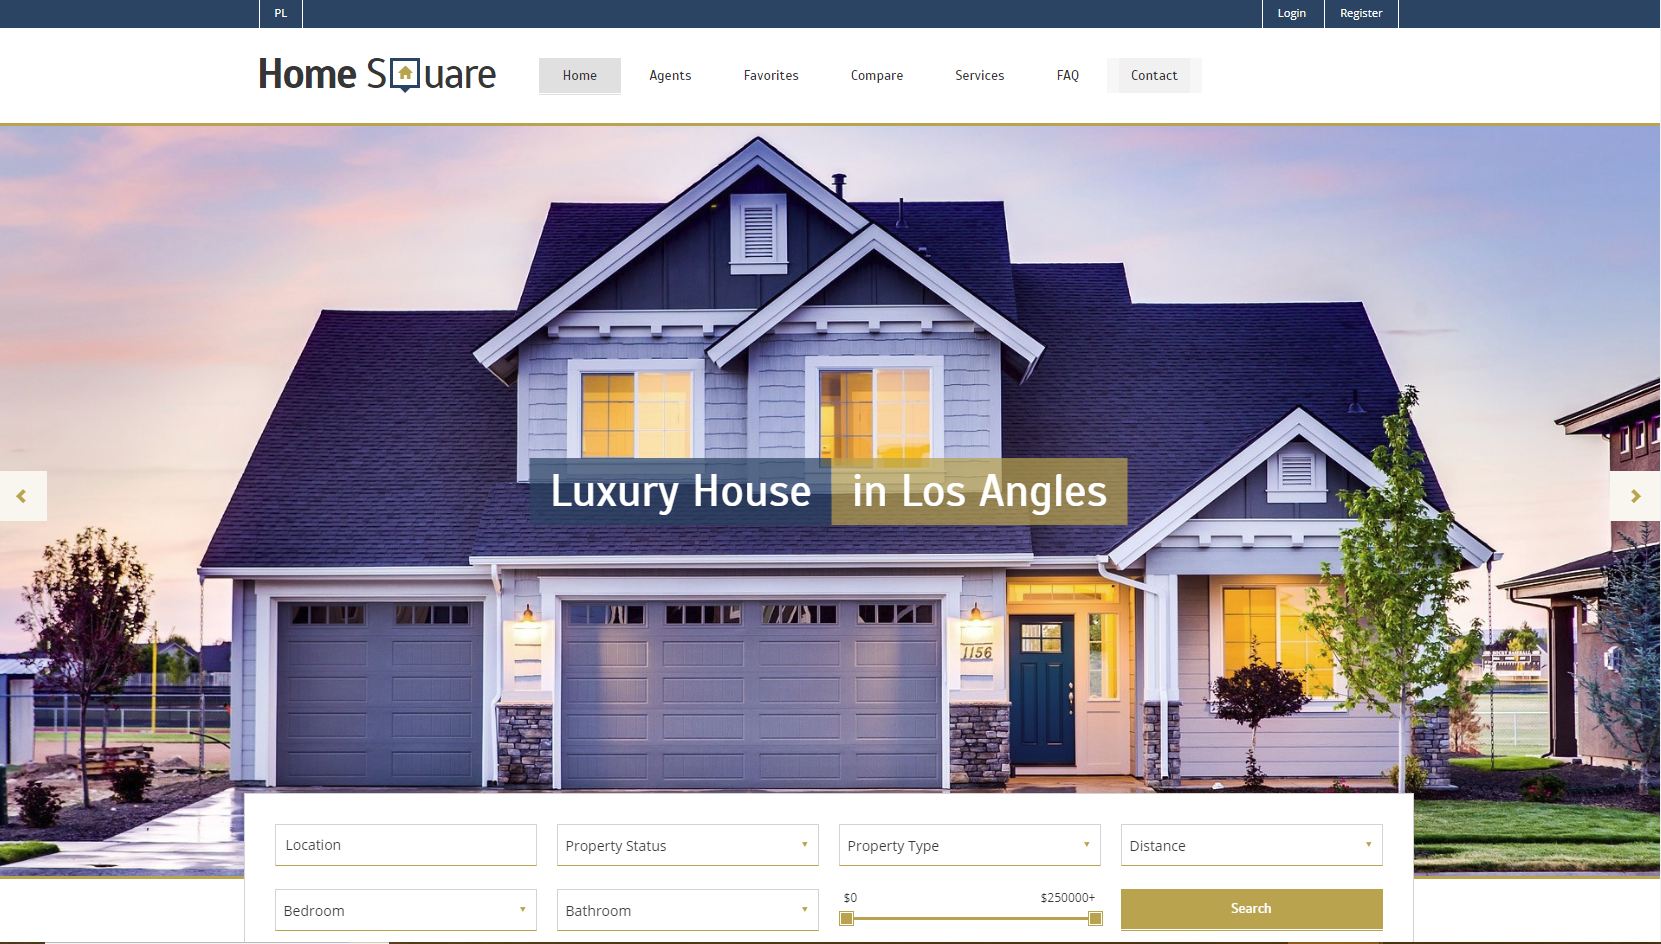 PL
Login
Register
Home Square
Home
Agents
Favorites
Compare
Services
FAQ
Contact
Luxury House in Los Angles
1156
Location
Property Status
Property Type
Distance
Bedroom
Bathroom
$0
$250000+
Search